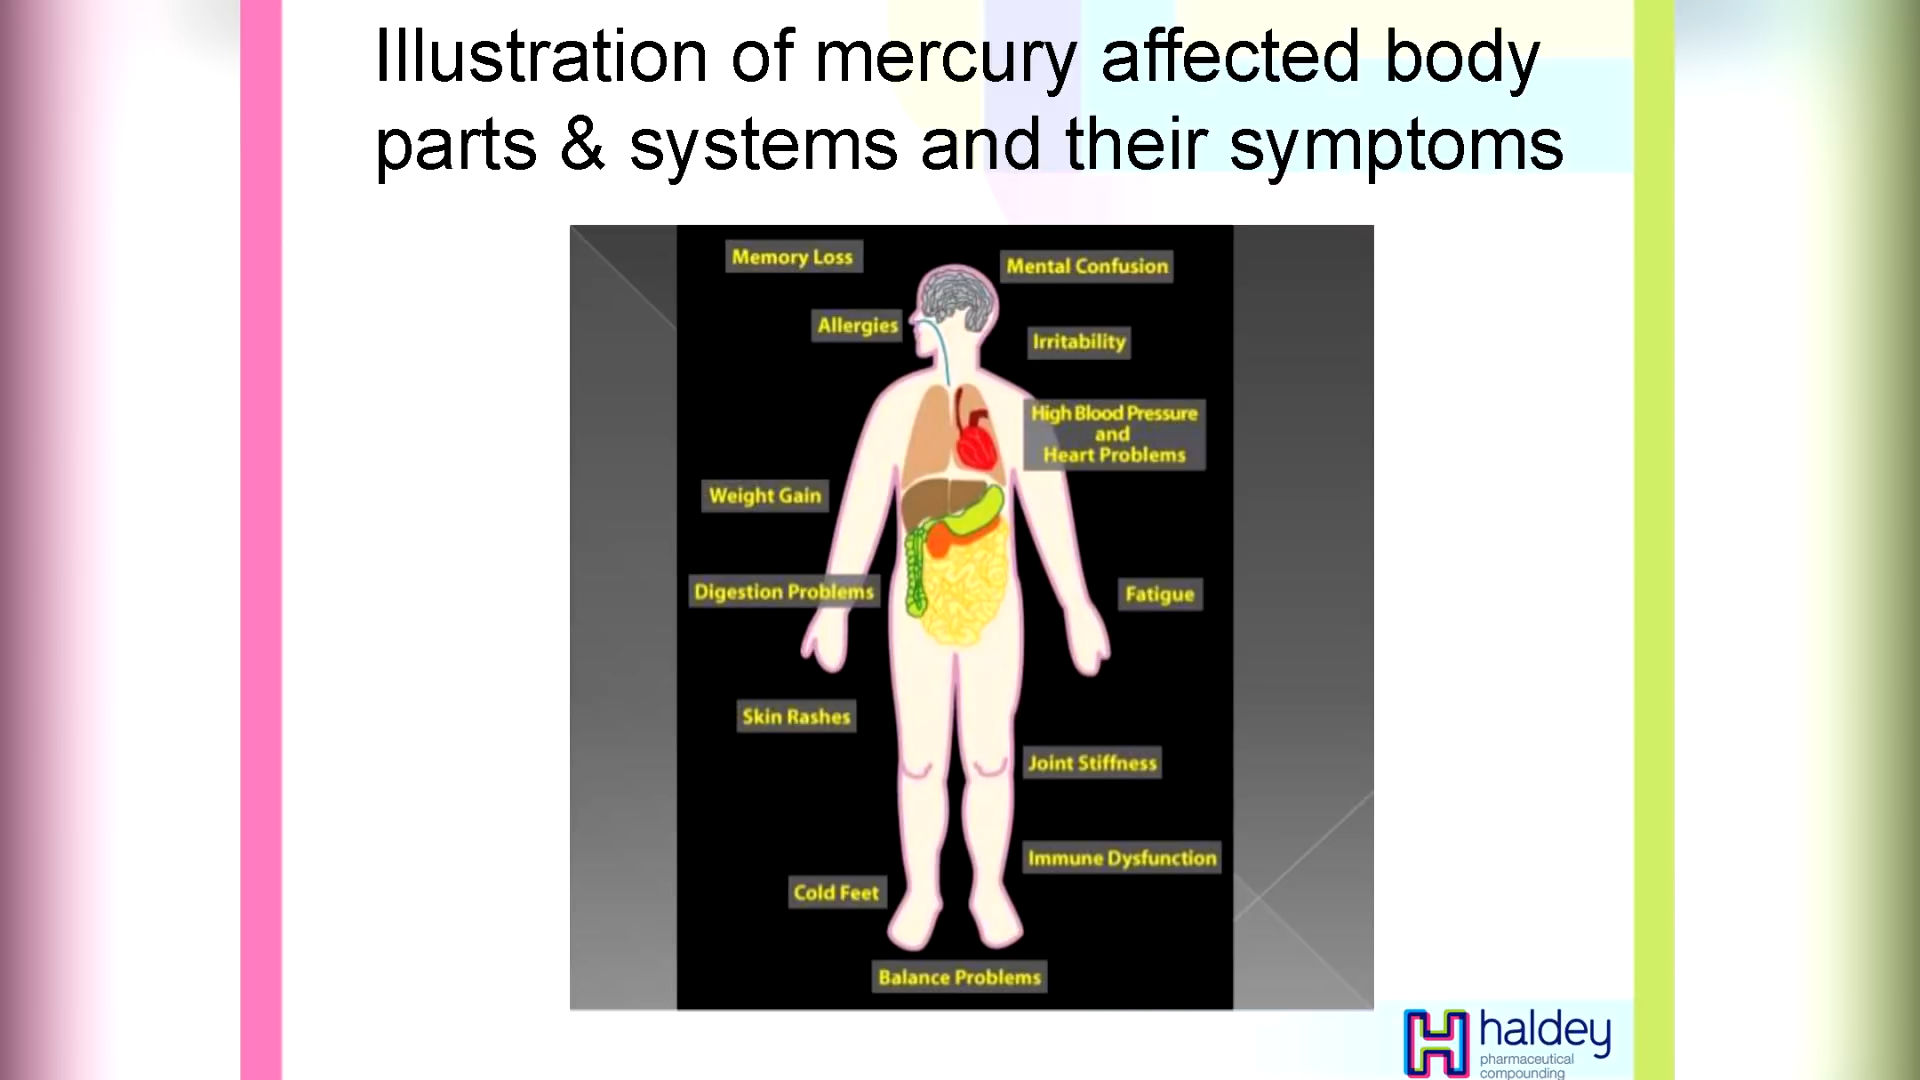 Illustration of mercury affected body
parts & systems and their symptoms
Memory Loss
Mental Confusion
Allergies
Irritability
High Blood Pressure
and
Heart Problems
Weight Gain
Digestion Problems
Fatigue
Skin Rashes
Joint Stiffness
Immune Dysfunction
Cold Feet
Balance Problems
haldey
pharmaceutical
compounding